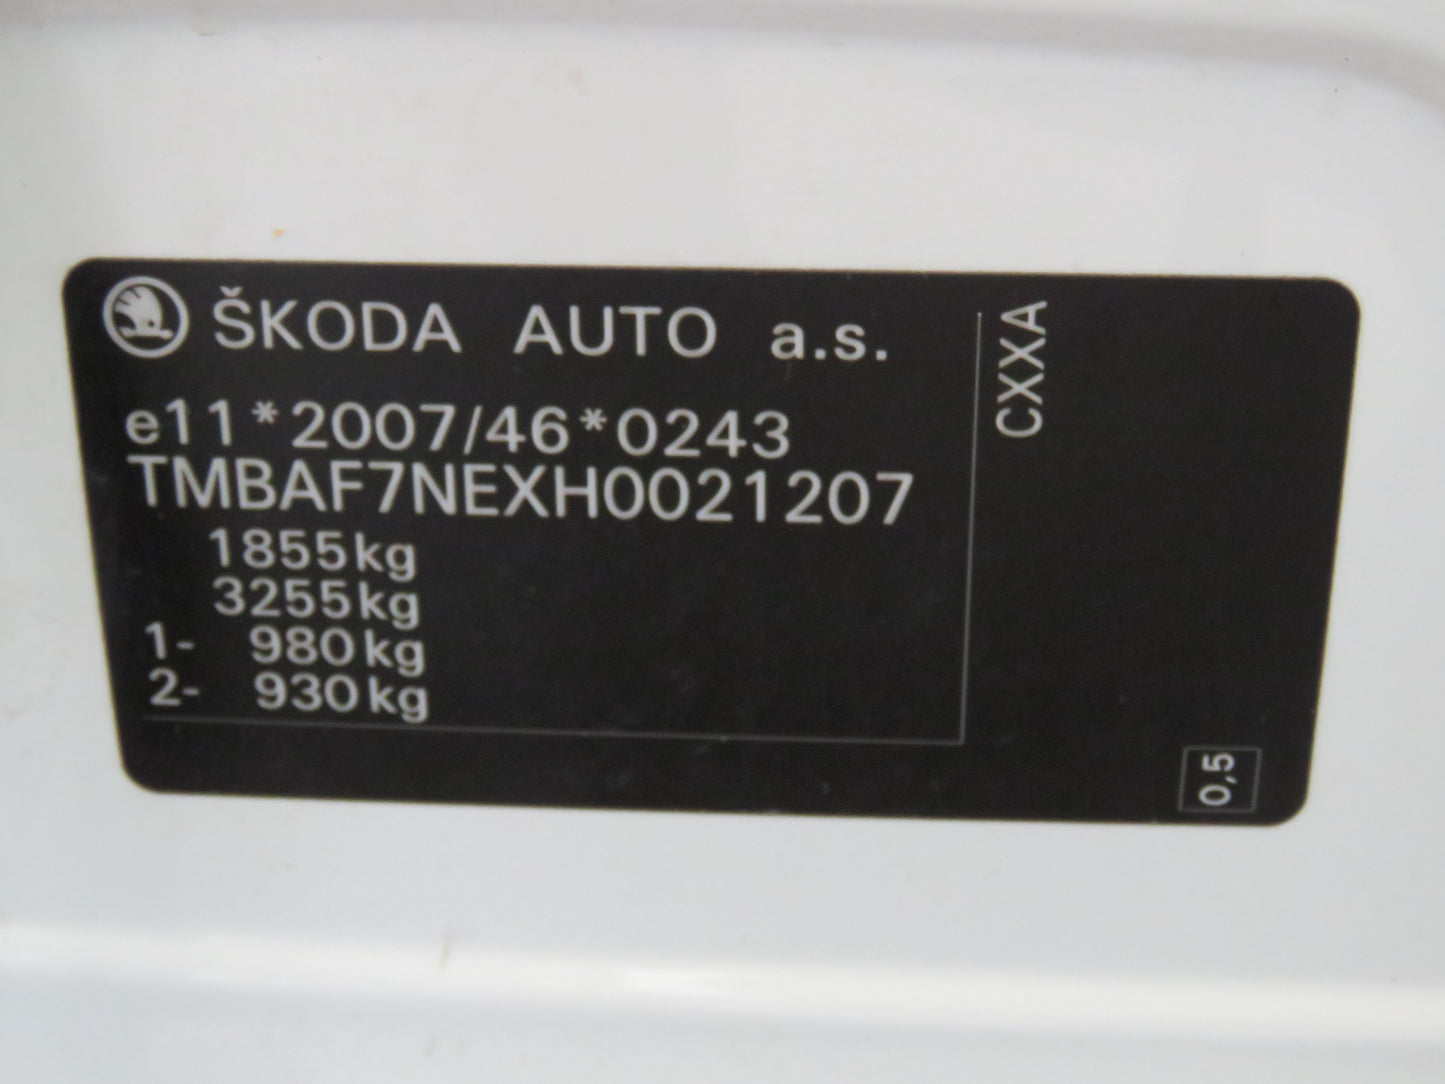 ŠKODA AUTO a.s.
e11*2007/46*0243
TMBAF7NEXH0021207
1855kg
3255kg
1- 980kg
2- 930kg
CXXA
0,5